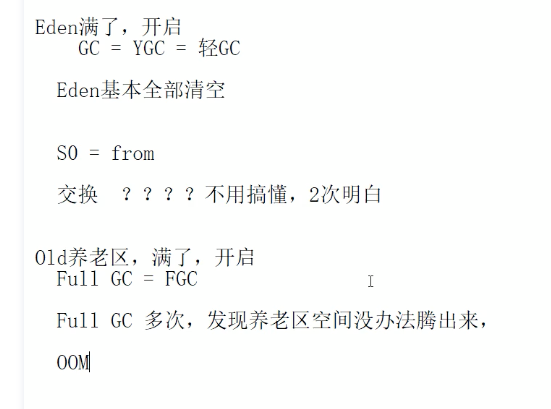 Eden满了，开启
GC = YGC = 轻GC
Eden基本全部清空
S0 = from
交换 ？？？？不用搞懂，2次明白
Old养老区，满了，开启
Full GC = FGC
Full GC 多次，发现养老区空间没办法腾出来，
OOM